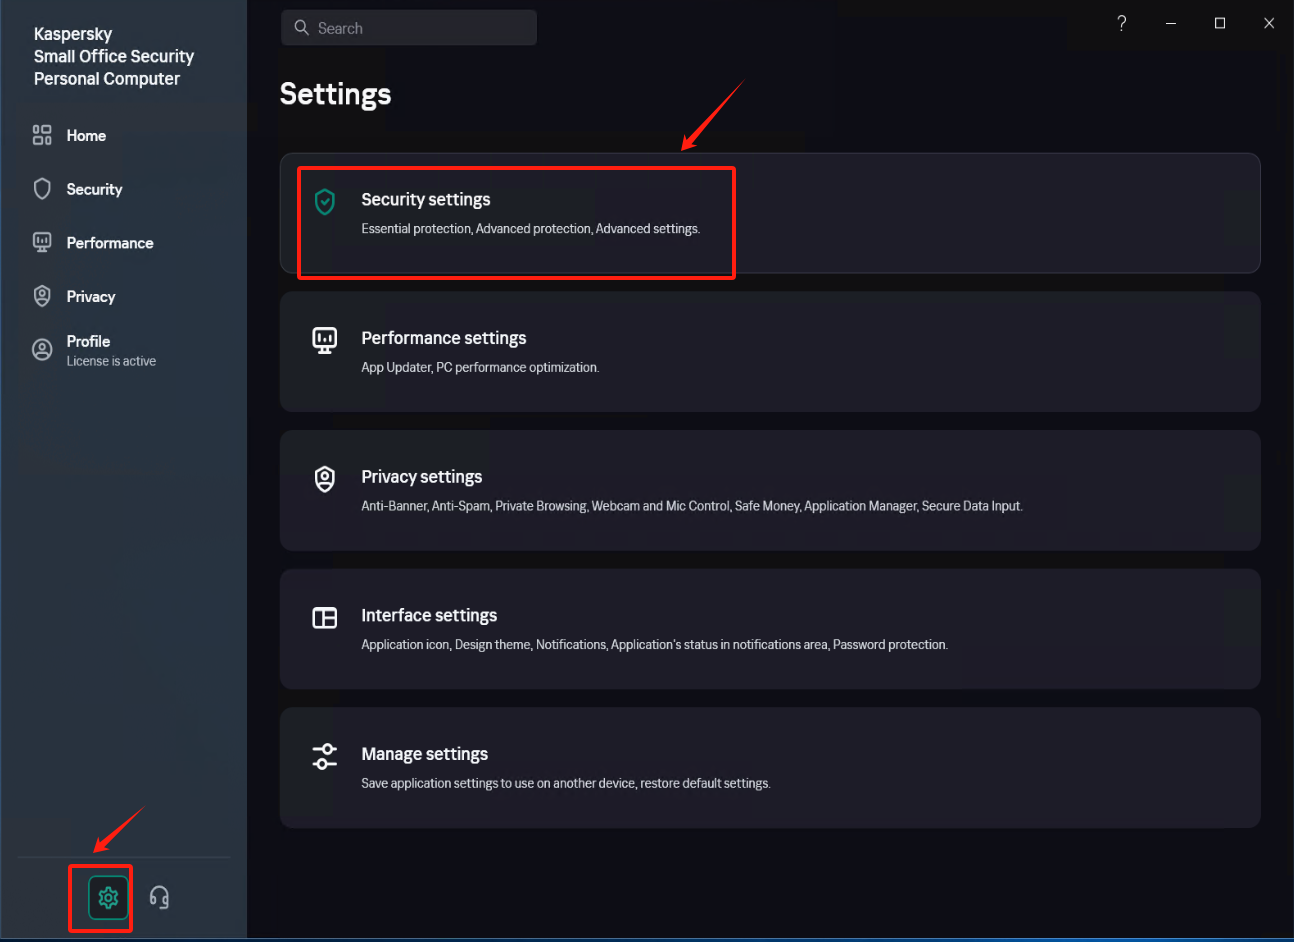 Kaspersky
Small Office Security
Personal Computer
Home
Security
Performance
Privacy
Profile
License is active
Search
?
Settings
Security settings
Essential protection, Advanced protection, Advanced settings.
Performance settings
App Updater, PC performance optimization.
Privacy settings
Anti-Banner, Anti-Spam, Private Browsing, Webcam and Mic Control, Safe Money, Application Manager, Secure Data Input.
Interface settings
Application icon, Design theme, Notifications, Application's status in notifications area, Password protection.
Manage settings
Save application settings to use on another device, restore default settings.